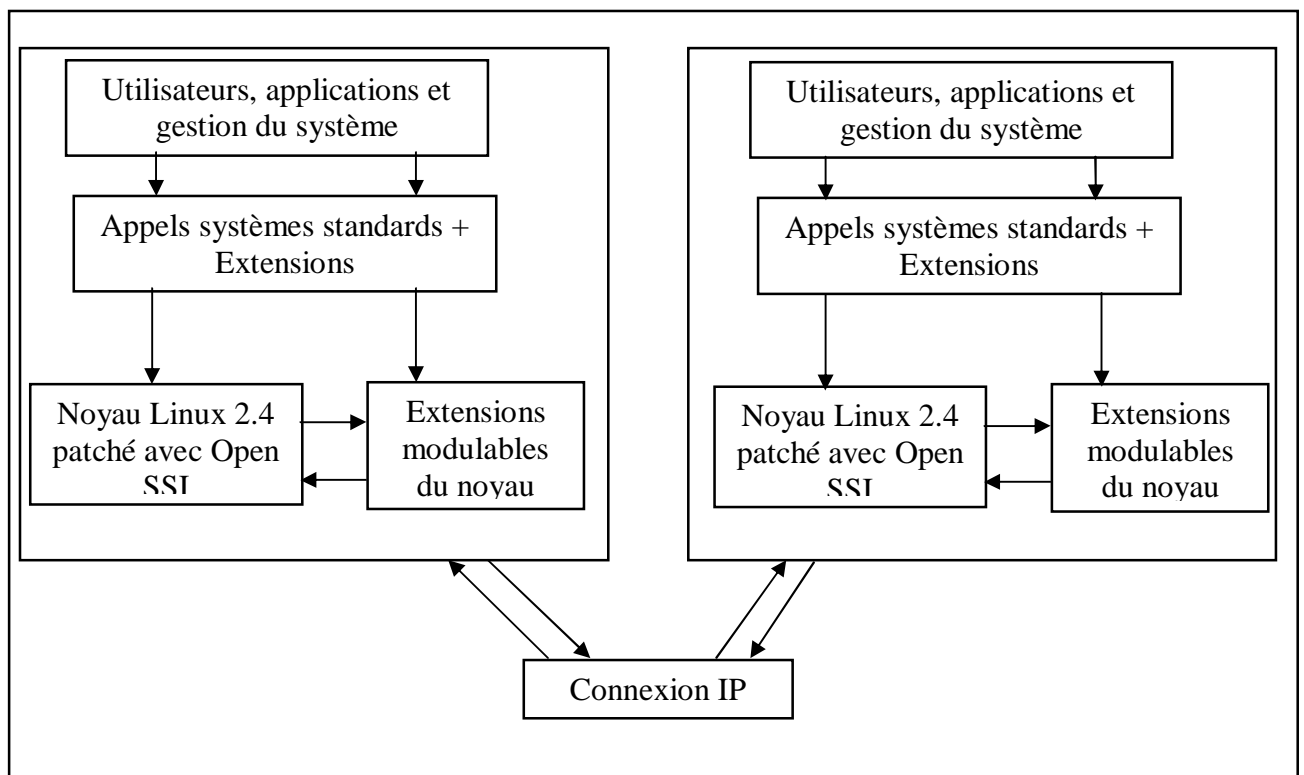 Utilisateurs, applications et
gestion du système
Appels systèmes standards +
Extensions
Noyau Linux 2.4
patché avec Open
SSI
Extensions
modulables
du noyau
Utilisateurs, applications et
gestion du système
Appels systèmes standards +
Extensions
Noyau Linux 2.4
patché avec Open
SSI
Extensions
modulables
du noyau
Connexion IP